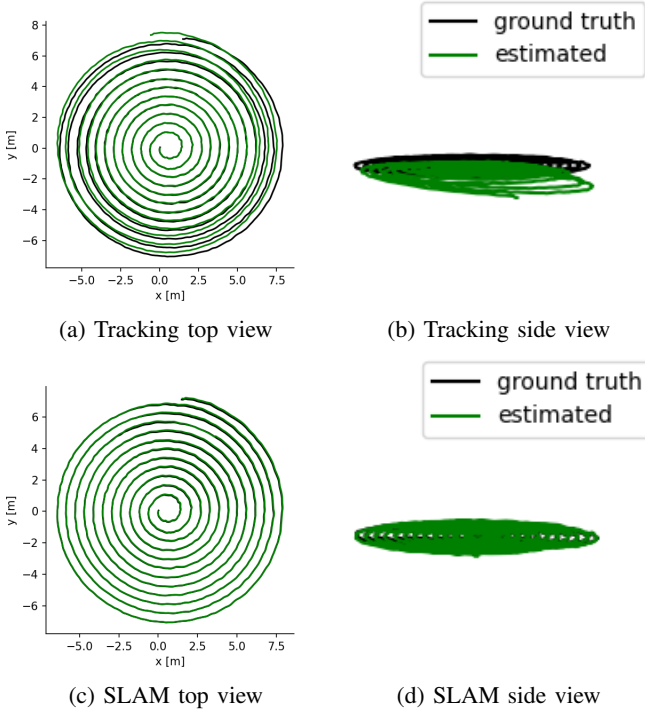 8
6
4
2
0
−2
−4
−6
y [m]
−5.0 −2.5 0.0 2.5 5.0 7.5
x [m]
ground truth
estimated
(a) Tracking top view
(b) Tracking side view
6
4
2
0
−2
−4
−6
y [m]
−5.0 −2.5 0.0 2.5 5.0 7.5
x [m]
ground truth
estimated
(c) SLAM top view
(d) SLAM side view